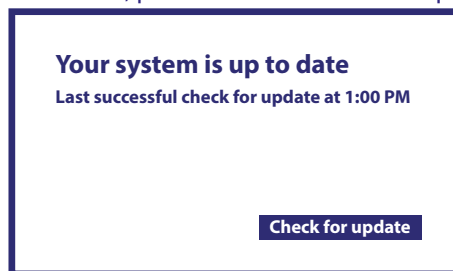 Your system is up to date
Last successful check for update at 1:00 PM
Check for update